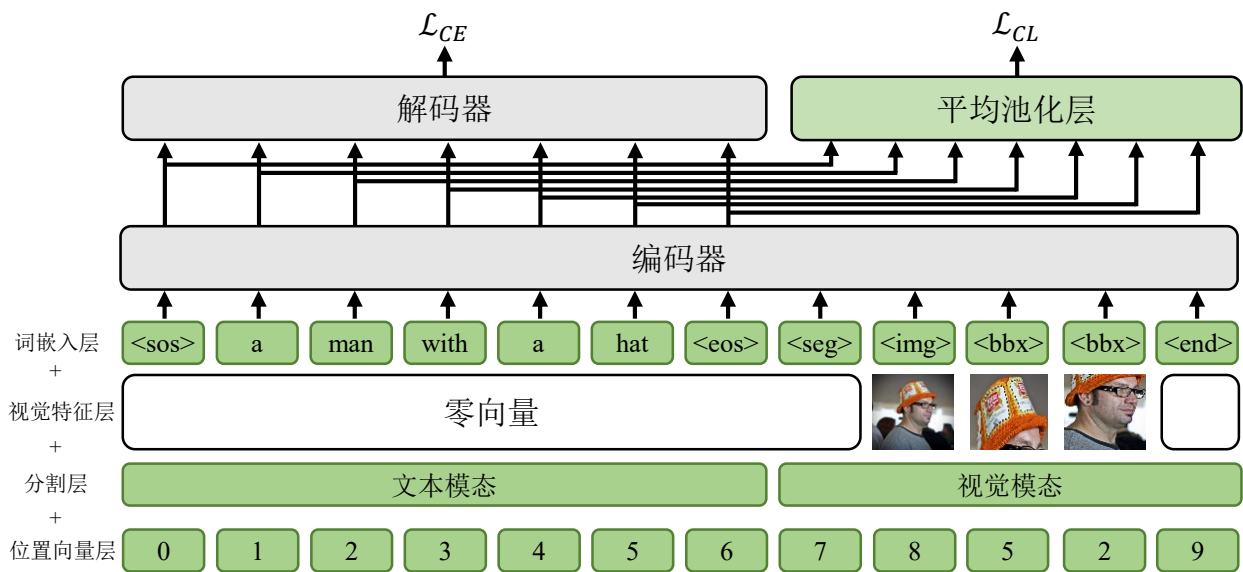 ℒ_CE ℒ_CL
解码器 平均池化层
编码器
词嵌入层 <sos> a man with a hat <eos> <seg> <img> <bbx> <bbx> <end>
+
视觉特征层 零向量
+
分割层 文本模态 视觉模态
+
位置向量层 0 1 2 3 4 5 6 7 8 5 2 9